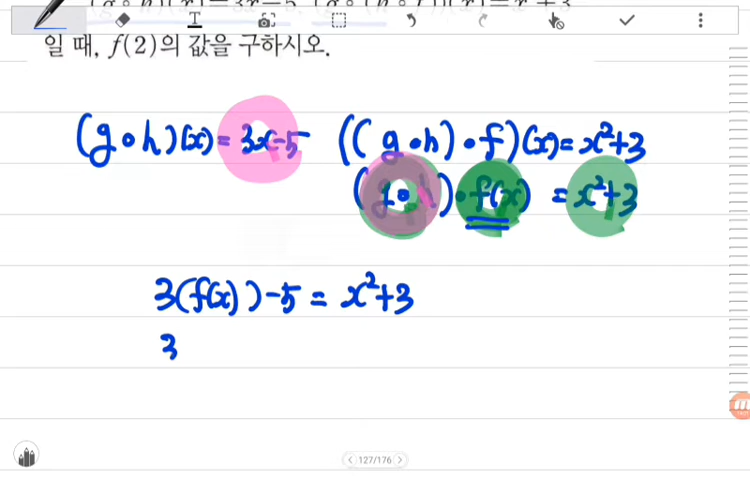 일 때, f(2)의 값을 구하시오.
(g∘h)(x)=3x-5 ((g∘h)∘f)(x)=x²+3
(g∘h)∘f(x) = x²+3
3(f(x))-5 = x²+3
3
127/176